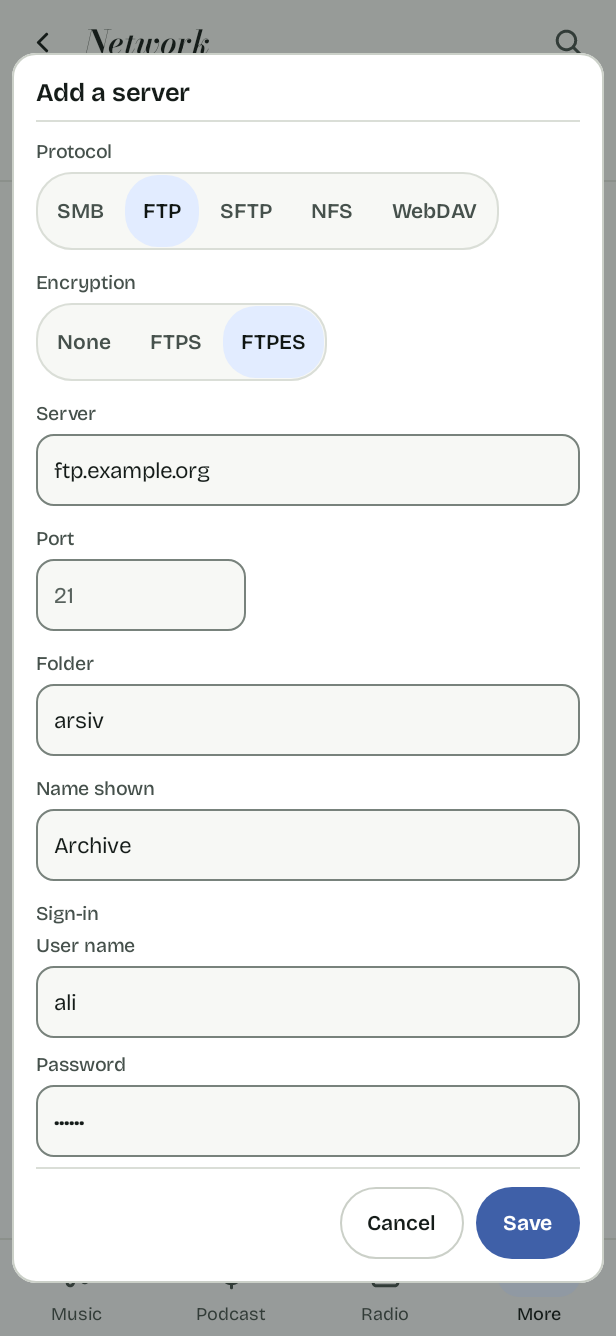 Network
Add a server
Protocol
SMB FTP SFTP NFS WebDAV
Encryption
None FTPS FTPES
Server
ftp.example.org
Port
21
Folder
arsiv
Name shown
Archive
Sign-in
User name
ali
Password
••••••
Cancel Save
Music Podcast Radio More